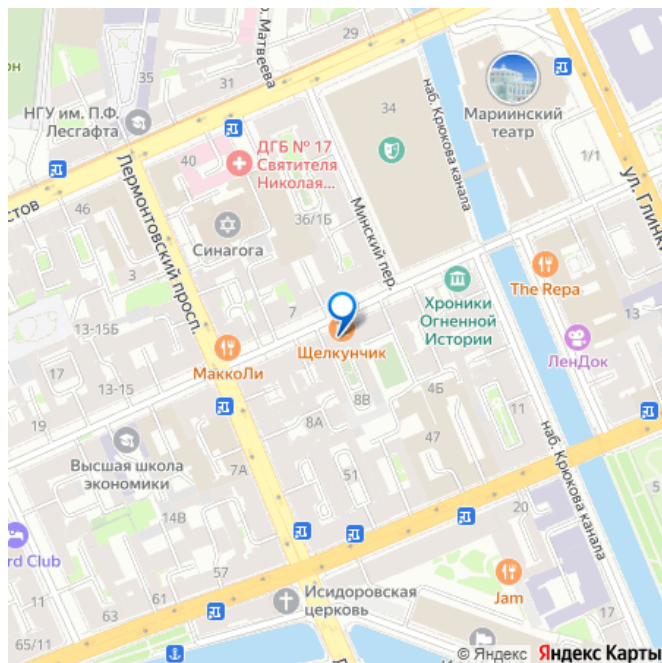 29
35
31
р. Матвеева
НГУ им. П.Ф.
Лесгафта
ДГБ № 17
Святителя
Николая...
34
наб. Крюкова канала
Мариинский
театр
1/1
ул. Глинки
40
46
стов
Лермонтовский просп.
36/1Б
Минский пер.
Синагога
The Repa
13-15Б
13-15Б
7
Хроники
Огненной
Истории
Щелкунчик
МаккоЛи
ЛенДок
13-15
19
8В
4Б
11
8А
47
Высшая школа
экономики
7А
51
наб. Крюкова канала
5
14В
20
rd Club
57
Jam
61
63
Исидоровская
церковь
17
65/11
© Яндекс Яндекс Карты